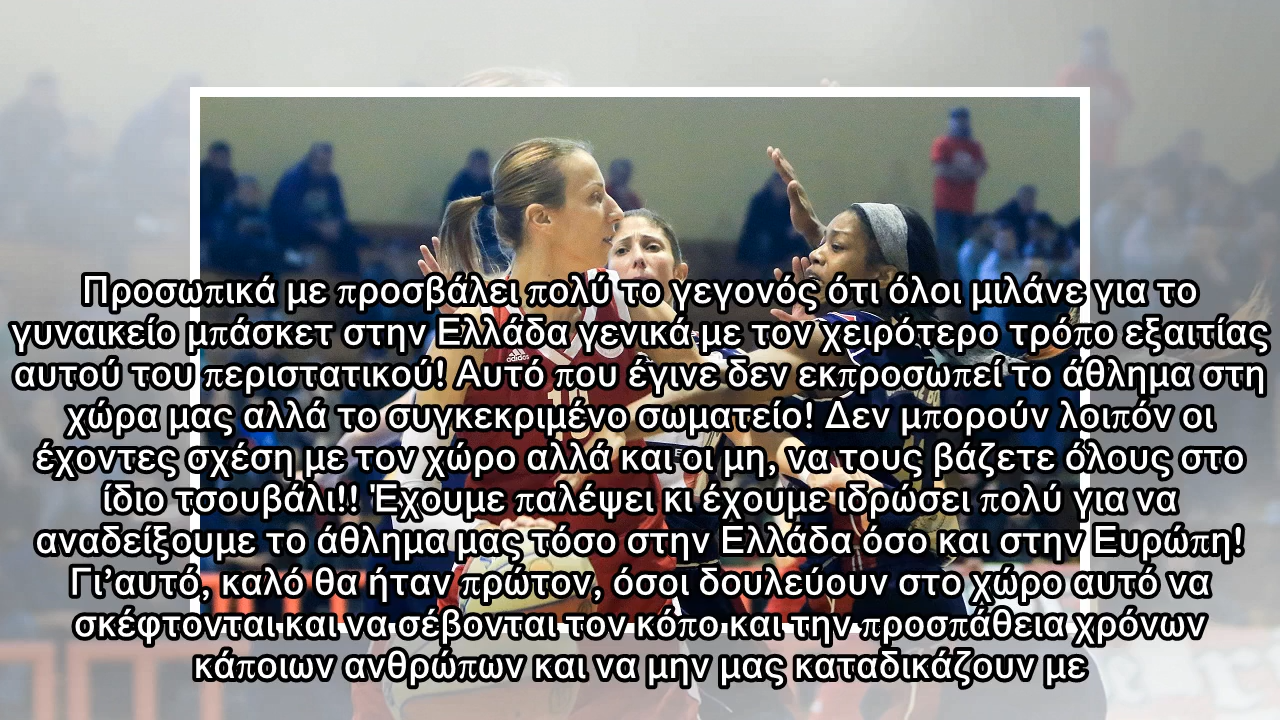 Προσωπικά με προσβάλει πολύ το γεγονός ότι όλοι μιλάνε για το
γυναικείο μπάσκετ στην Ελλάδα γενικά με τον χειρότερο τρόπο εξαιτίας
αυτού του περιστατικού! Αυτό που έγινε δεν εκπροσωπεί το άθλημα στη
χώρα μας αλλά το συγκεκριμένο σωματείο! Δεν μπορούν λοιπόν οι
έχοντες σχέση με τον χώρο αλλά και οι μη, να τους βάζετε όλους στο
ίδιο τσουβάλι!! Έχουμε παλέψει κι έχουμε ιδρώσει πολύ για να
αναδείξουμε το άθλημα μας τόσο στην Ελλάδα όσο και στην Ευρώπη!
Γι’αυτό, καλό θα ήταν πρώτον, όσοι δουλεύουν στο χώρο αυτό να
σκέφτονται και να σέβονται τον κόπο και την προσπάθεια χρόνων
κάποιων ανθρώπων και να μην μας καταδικάζουν με
adidas